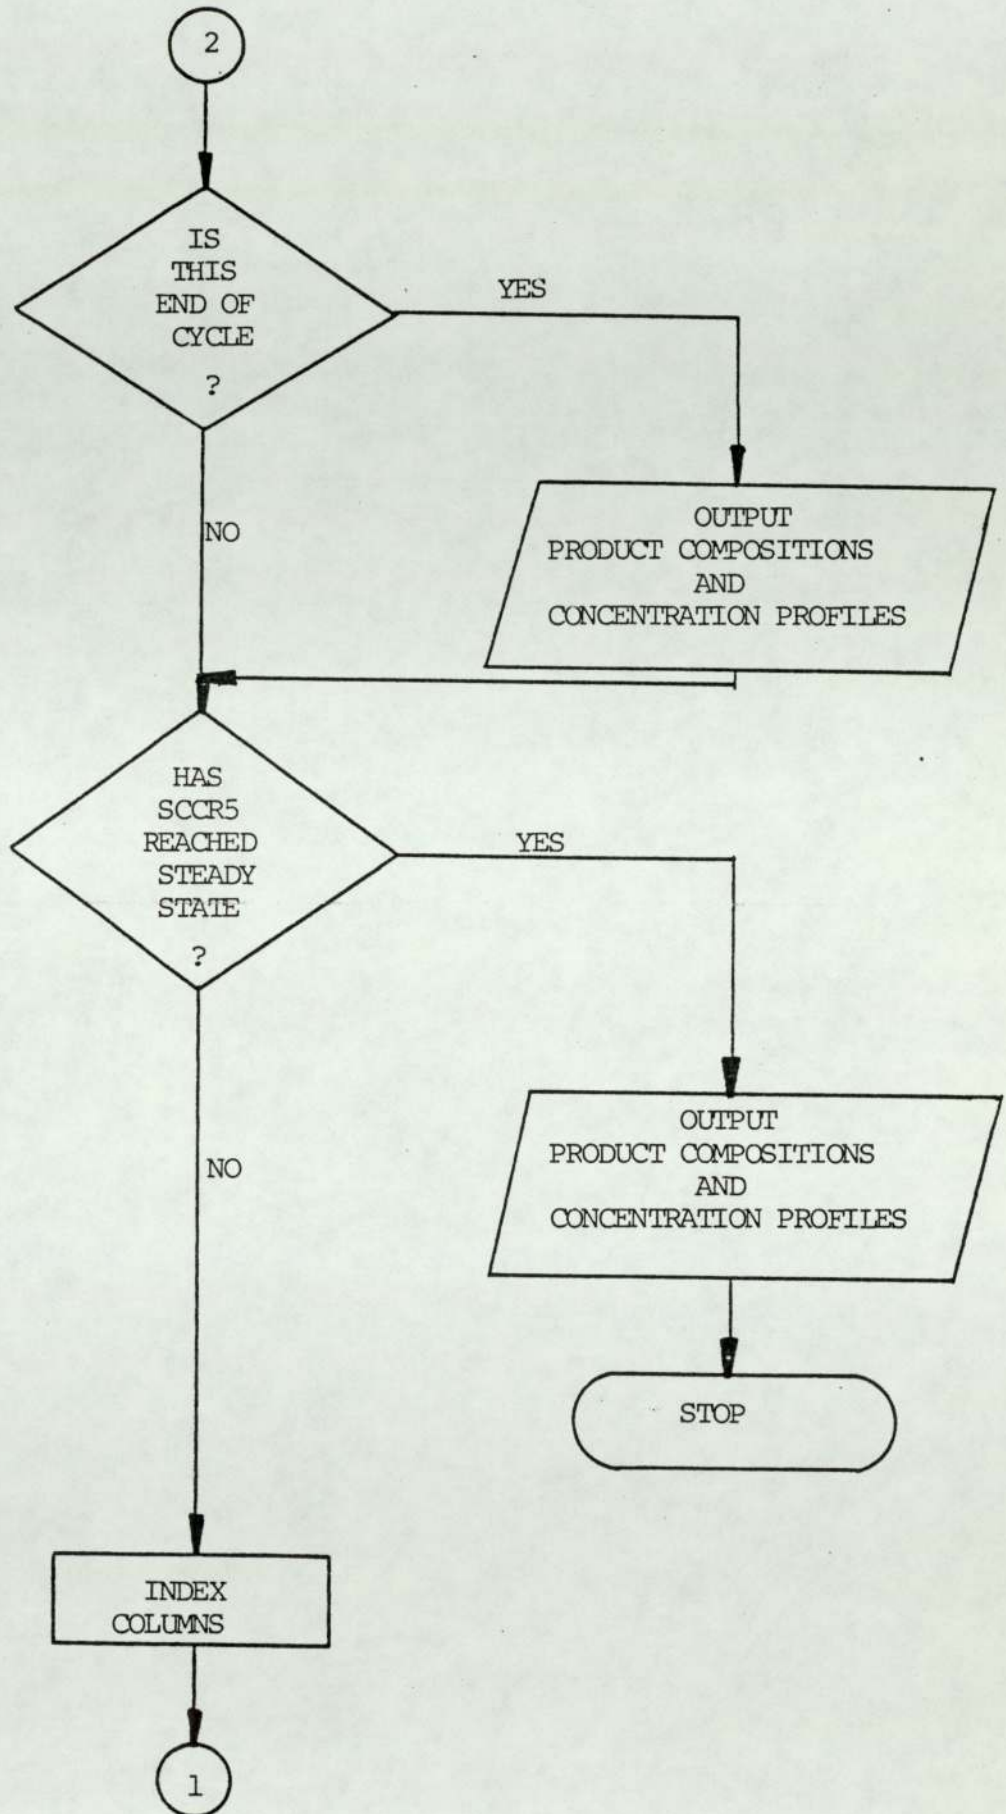 2
IS
THIS
END OF
CYCLE
?
YES
NO
OUTPUT
PRODUCT COMPOSITIONS
AND
CONCENTRATION PROFILES
HAS
SCCR5
REACHED
STEADY
STATE
?
YES
NO
OUTPUT
PRODUCT COMPOSITIONS
AND
CONCENTRATION PROFILES
STOP
INDEX
COLUMNS
1